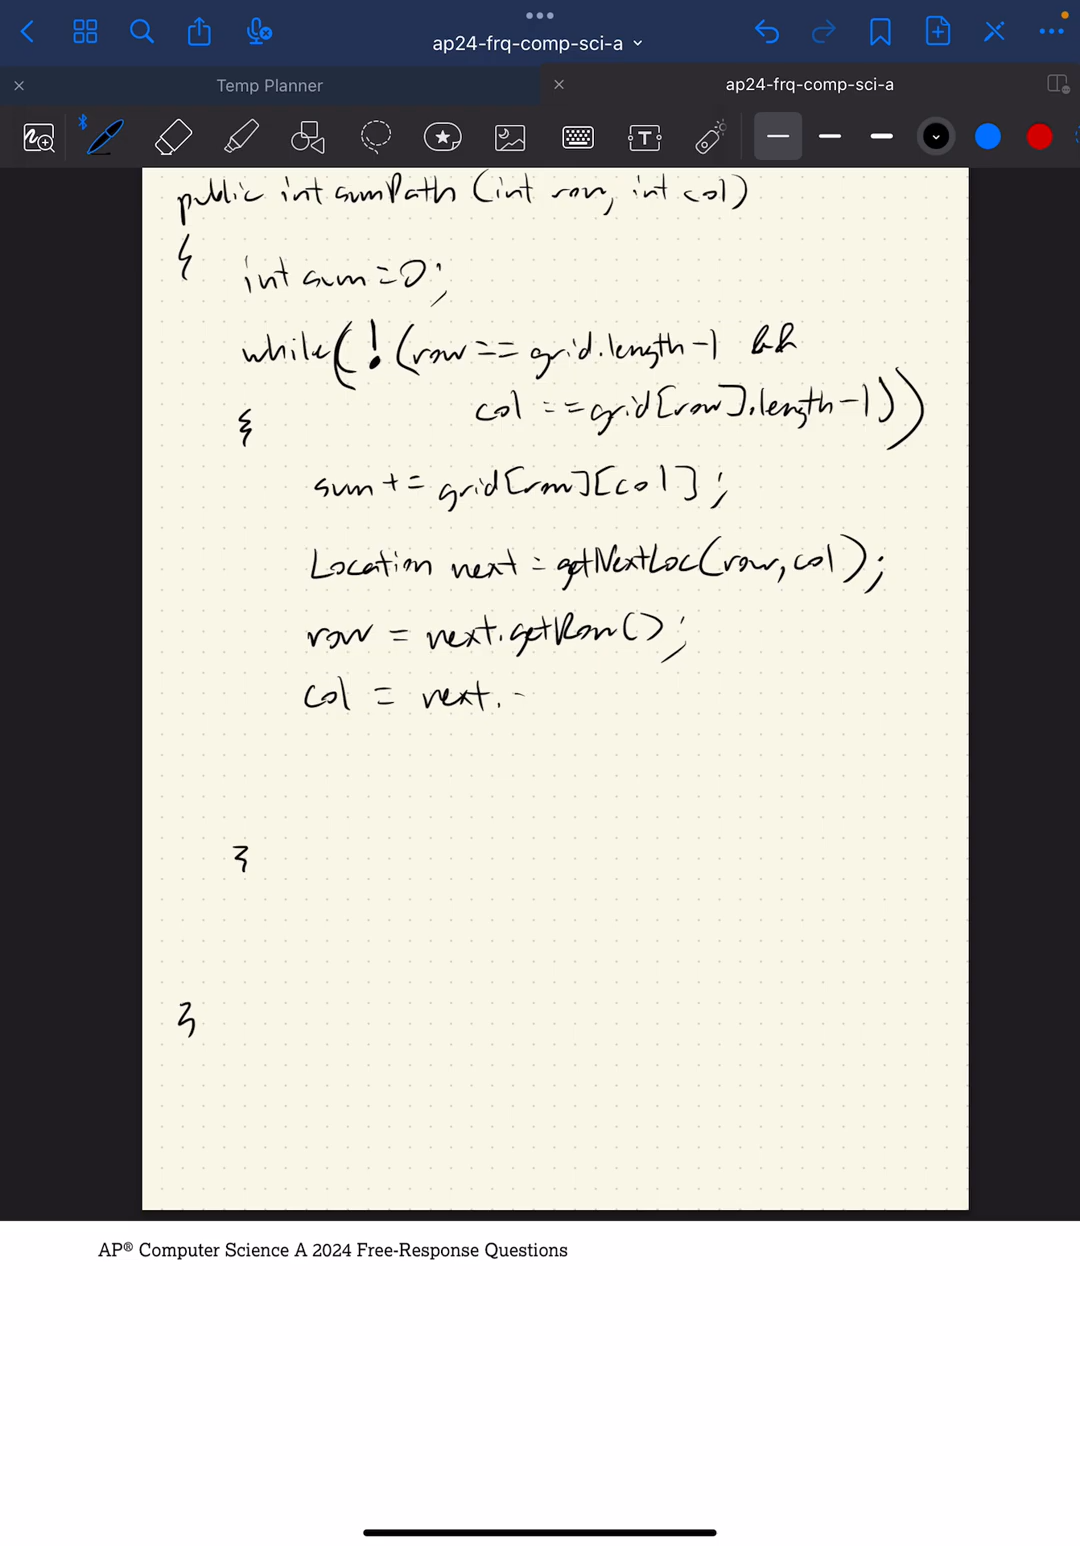 ap24-frq-comp-sci-a
Temp Planner
ap24-frq-comp-sci-a
T
public int sumPath (int row, int col)
{
int sum = 0;
while(!(row == grid.length-1 &&
col == grid[row].length-1))
{
sum += grid[row][col];
Location next = getNextLoc(row, col);
row = next.getRow();
col = next.
}
}
AP® Computer Science A 2024 Free-Response Questions